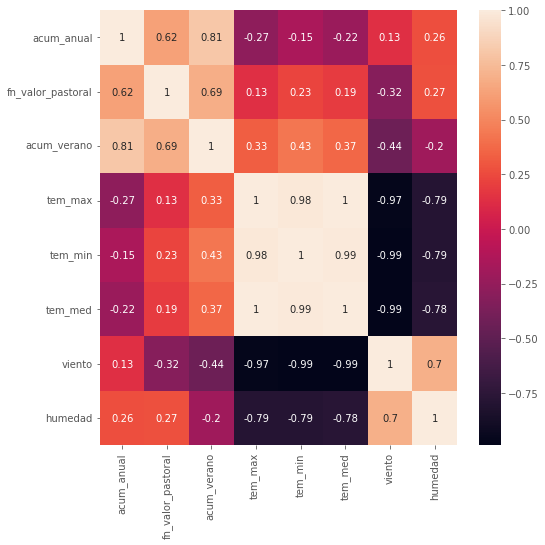 acum_anual 1 0.62 0.81 -0.27 -0.15 -0.22 0.13 0.26
fn_valor_pastoral 0.62 1 0.69 0.13 0.23 0.19 -0.32 0.27
acum_verano 0.81 0.69 1 0.33 0.43 0.37 -0.44 -0.2
tem_max -0.27 0.13 0.33 1 0.98 1 -0.97 -0.79
tem_min -0.15 0.23 0.43 0.98 1 0.99 -0.99 -0.79
tem_med -0.22 0.19 0.37 1 0.99 1 -0.99 -0.78
viento 0.13 -0.32 -0.44 -0.97 -0.99 -0.99 1 0.7
humedad 0.26 0.27 -0.2 -0.79 -0.79 -0.78 0.7 1
acum_anual
fn_valor_pastoral
acum_verano
tem_max
tem_min
tem_med
viento
humedad
1.00
0.75
0.50
0.25
0.00
-0.25
-0.50
-0.75